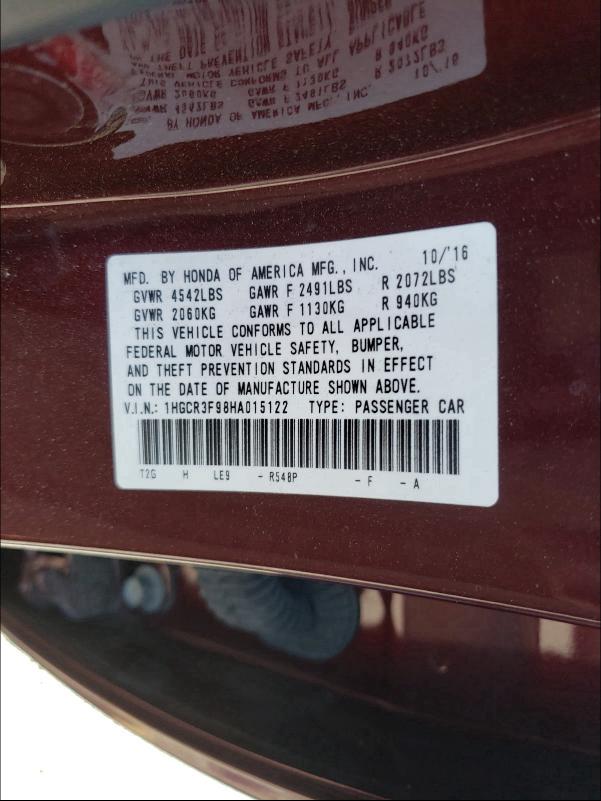 MFD. BY HONDA OF AMERICA MFG., INC. 10/'16
GVWR 4542LBS GAWR F 2491LBS R 2072LBS
GVWR 2060KG GAWR F 1130KG R 940KG
THIS VEHICLE CONFORMS TO ALL APPLICABLE
FEDERAL MOTOR VEHICLE SAFETY, BUMPER,
AND THEFT PREVENTION STANDARDS IN EFFECT
ON THE DATE OF MANUFACTURE SHOWN ABOVE.
V.I.N.: 1HGCR3F98HA015122 TYPE: PASSENGER CAR
T2G H LE9 - R548P - F - A